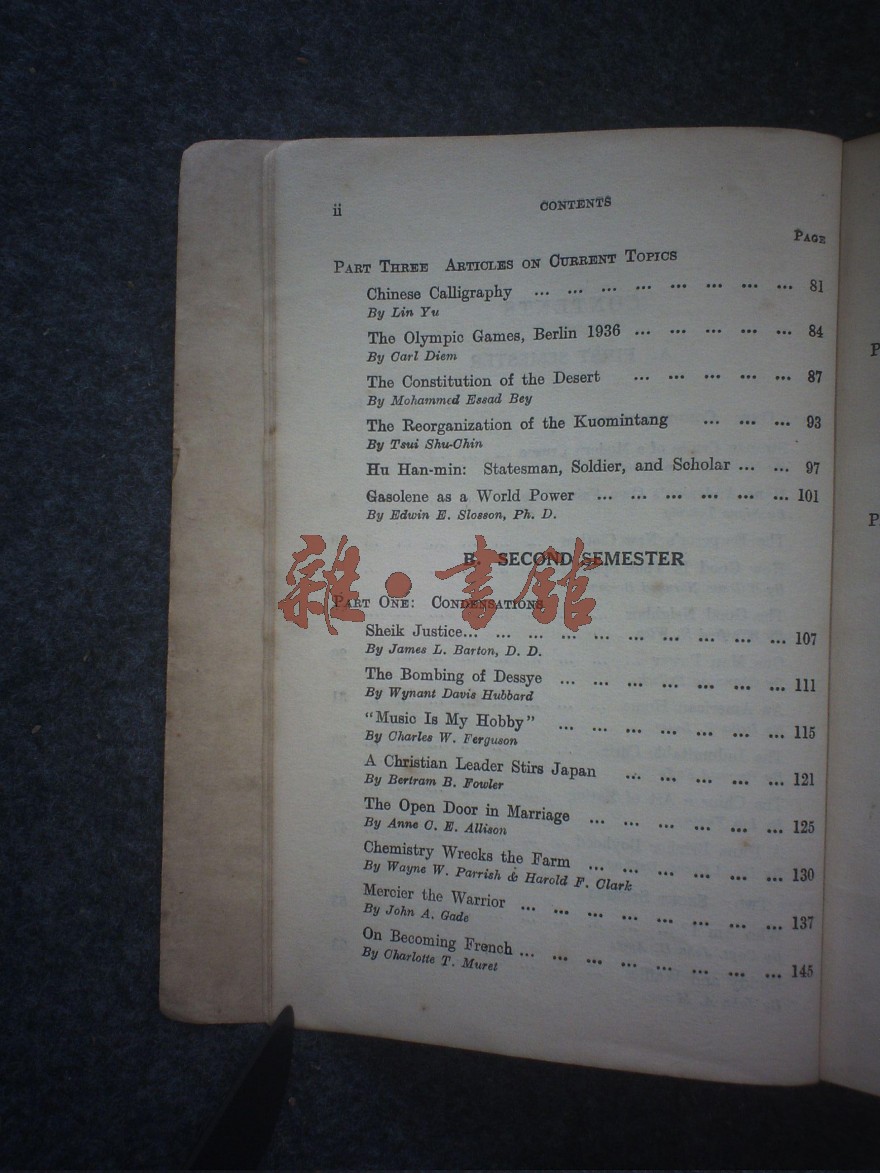 ii CONTENTS
PAGE
PART THREE ARTICLES ON CURRENT TOPICS
Chinese Calligraphy ... ... ... ... ... ... ... ... 81
By Lin Yu
The Olympic Games, Berlin 1936 ... ... ... ... ... 84
By Carl Diem
The Constitution of the Desert ... ... ... ... ... 87
By Mohammed Essad Bey
The Reorganization of the Kuomintang ... ... ... 93
By Tsui Shu-Chin
Hu Han-min: Statesman, Soldier, and Scholar ... ... 97
Gasolene as a World Power ... ... ... ... ... ... 101
By Edwin E. Slosson, Ph. D.
B. SECOND SEMESTER
雜·書館
PART ONE: CONDENSATIONS
Sheik Justice... ... ... ... ... ... ... ... ... ... 107
By James L. Barton, D. D.
The Bombing of Dessye ... ... ... ... ... ... ... 111
By Wynant Davis Hubbard
"Music Is My Hobby" ... ... ... ... ... ... ... 115
By Charles W. Ferguson
A Christian Leader Stirs Japan ... ... ... ... ... 121
By Bertram B. Fowler
The Open Door in Marriage ... ... ... ... ... ... 125
By Anne C. E. Allison
Chemistry Wrecks the Farm ... ... ... ... ... ... 130
By Wayne W. Parrish & Harold F. Clark
Mercier the Warrior ... ... ... ... ... ... ... ... 137
By John A. Gade
On Becoming French ... ... ... ... ... ... ... ... 145
By Charlotte T. Muret
P
P